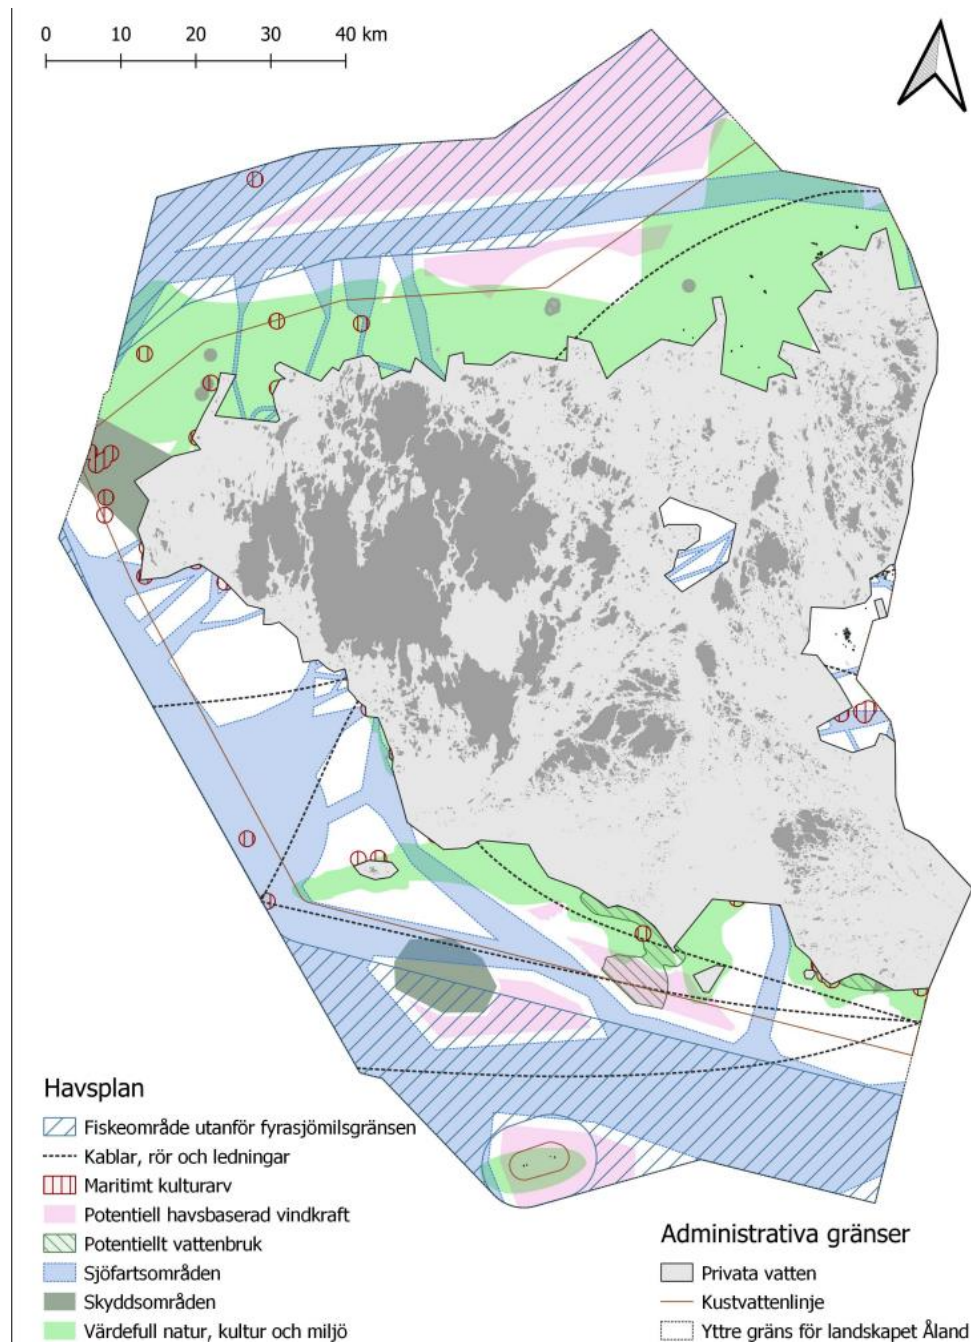 0 10 20 30 40 km
Havsplan
Fiskeområde utanför fyrasjömilsgränsen
Kablar, rör och ledningar
Maritimt kulturarv
Potentiell havsbaserad vindkraft
Potentiellt vattenbruk
Sjöfartsområden
Skyddsområden
Värdefull natur, kultur och miljö
Administrativa gränser
Privata vatten
Kustvattenlinje
Yttre gräns för landskapet Åland